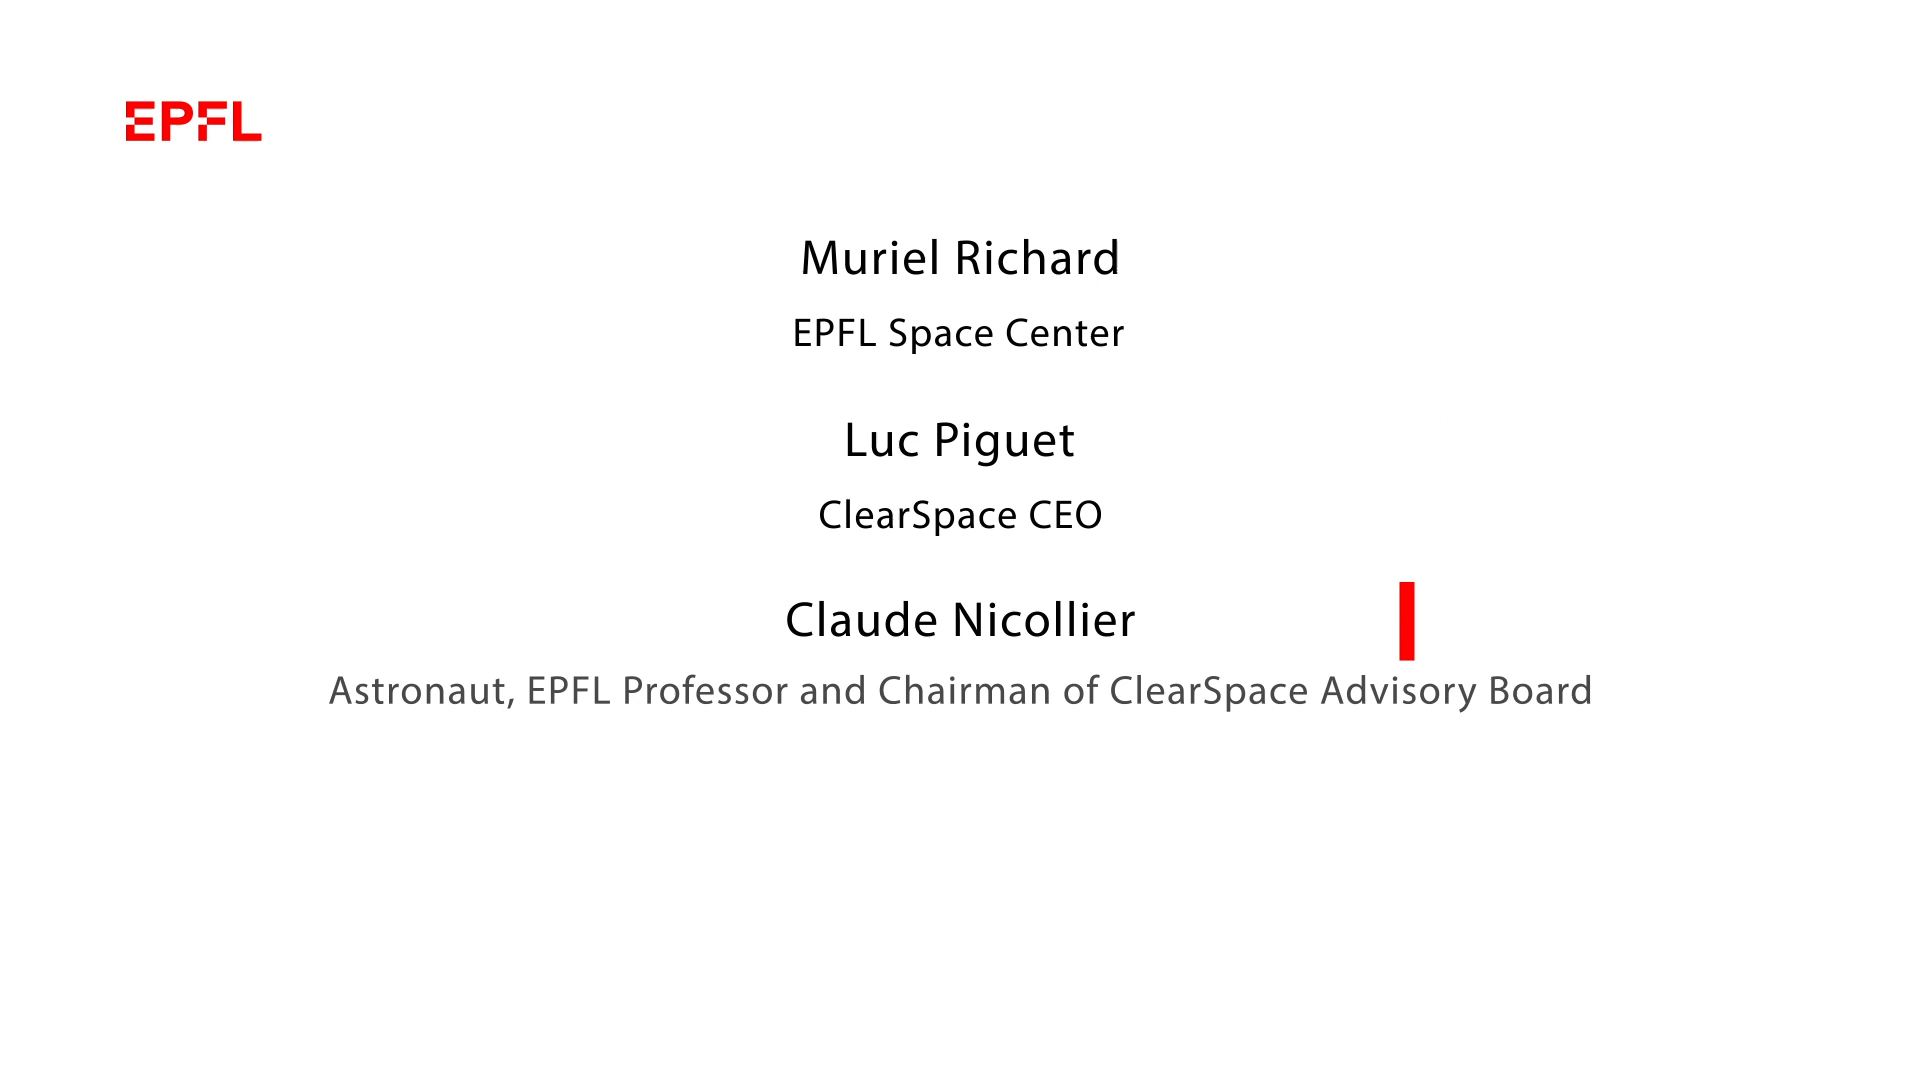 EPFL
Muriel Richard
EPFL Space Center
Luc Piguet
ClearSpace CEO
Claude Nicollier
Astronaut, EPFL Professor and Chairman of ClearSpace Advisory Board